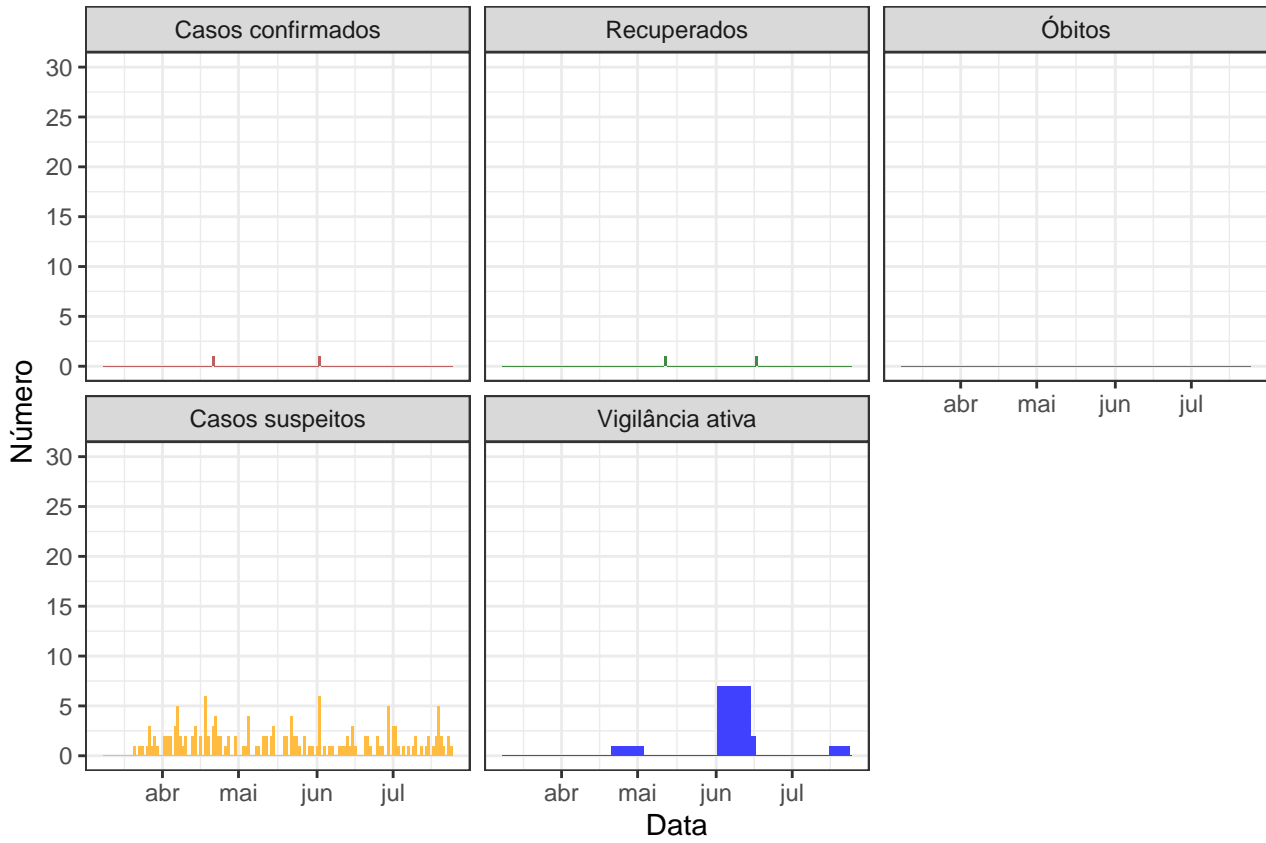 Casos confirmados
Recuperados
Óbitos
30
25
20
15
10
5
0
abr mai jun jul
Número
Casos suspeitos
Vigilância ativa
30
25
20
15
10
5
0
abr mai jun jul
abr mai jun jul
Data